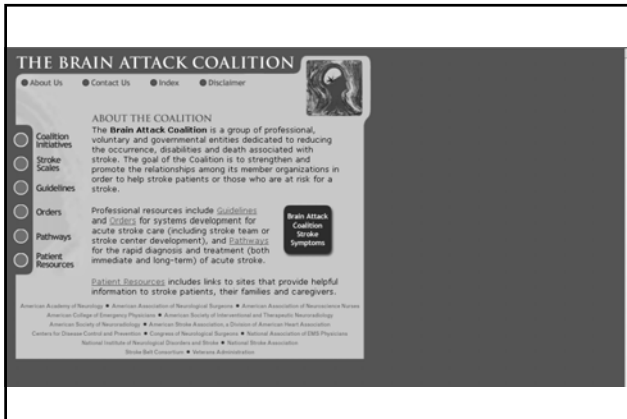 THE BRAIN ATTACK COALITION
About Us Contact Us Index Disclaimer
ABOUT THE COALITION
The Brain Attack Coalition is a group of professional,
voluntary and governmental entities dedicated to reducing
the occurrence, disabilities and death associated with
stroke. The goal of the Coalition is to strengthen and
promote the relationships among its member organizations in
order to help stroke patients or those who are at risk for a
stroke.
Coalition
Initiatives
Stroke
Scales
Guidelines
Orders
Pathways
Patient
Resources
Professional resources include Guidelines
and Orders for systems development for
acute stroke care (including stroke team or
stroke center development), and Pathways
for the rapid diagnosis and treatment (both
immediate and long-term) of acute stroke.
Brain Attack
Coalition
Stroke
Symptoms
Patient Resources includes links to sites that provide helpful
information to stroke patients, their families and caregivers.
American Academy of Neurology ■ American Association of Neurological Surgeons ■ American Association of Neuroscience Nurses
American College of Emergency Physicians ■ American Society of Interventional and Therapeutic Neuroradiology
American Society of Neuroradiology ■ American Stroke Association, a Division of American Heart Association
Centers for Disease Control and Prevention ■ Congress of Neurological Surgeons ■ National Association of EMS Physicians
National Institute of Neurological Disorders and Stroke ■ National Stroke Association
Stroke Belt Consortium ■ Veterans Administration